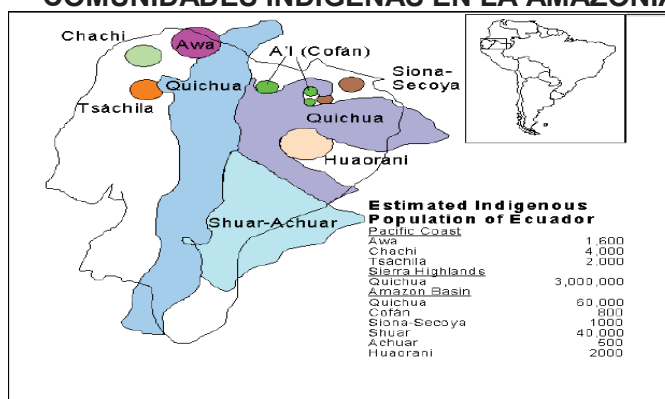 COMUNIDADES INDIGENAS EN LA AMAZONIA
Chachi
Awa
A'I (Cofán)
Siona-
Secoya
Quichua
Tsáchila
Quichua
Huaorani
Shuar-Achuar
Estimated Indigenous
Population of Ecuador
Pacific Coast
Awa 1,600
Chachi 4,000
Tsáchila 2,000
Sierra Highlands
Quichua 3,000,000
Amazon Basin
Quichua 60,000
Cofán 800
Siona-Secoya 1000
Shuar 40,000
Achuar 500
Huaorani 2000